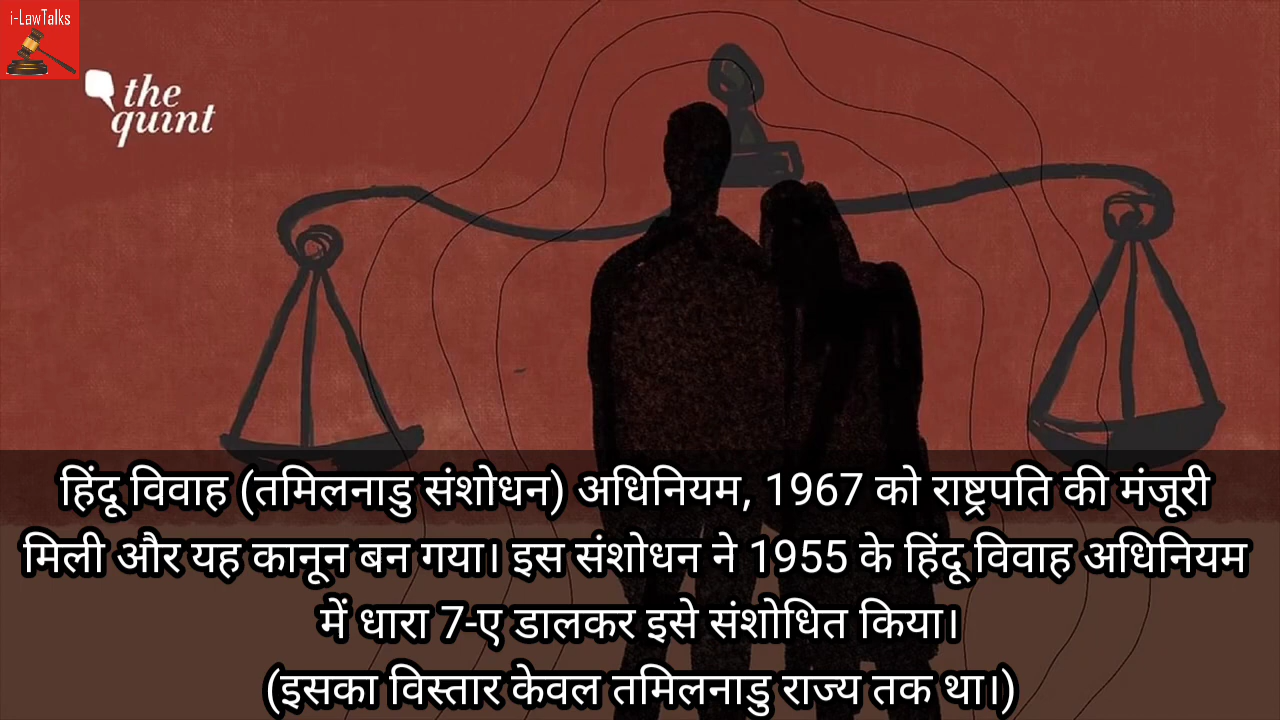 i-LawTalks
the
quint
हिंदू विवाह (तमिलनाडु संशोधन) अधिनियम, 1967 को राष्ट्रपति की मंजूरी
मिली और यह कानून बन गया। इस संशोधन ने 1955 के हिंदू विवाह अधिनियम
में धारा 7-ए डालकर इसे संशोधित किया।
(इसका विस्तार केवल तमिलनाडु राज्य तक था।)